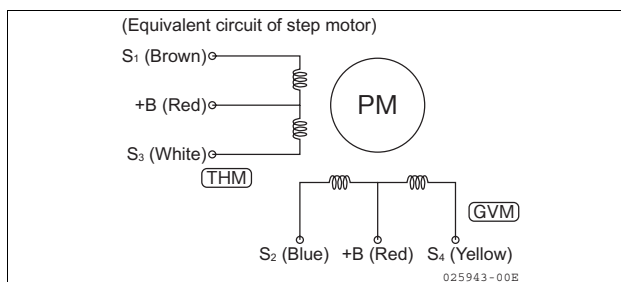 (Equivalent circuit of step motor)
S₁ (Brown)
+B (Red)
PM
S₃ (White)
THM
GVM
S₂ (Blue) +B (Red) S₄ (Yellow)
025943-00E